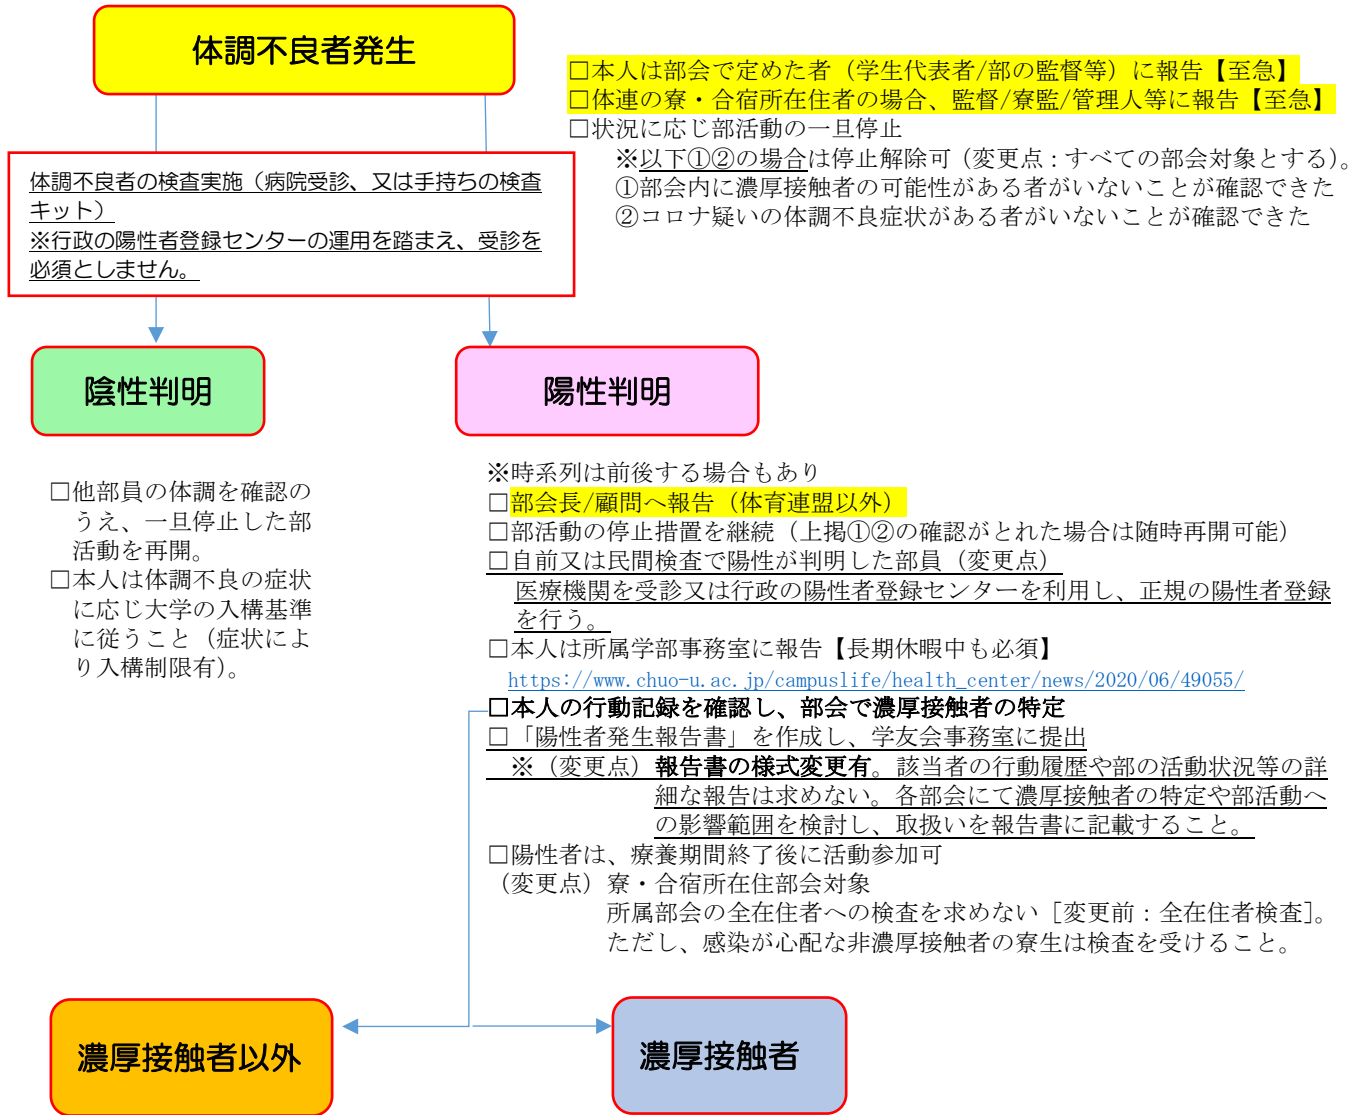 体調不良者発生
□本人は部会で定めた者（学生代表者/部の監督等）に報告【至急】
□体連の寮・合宿所在住者の場合、監督/寮監/管理人等に報告【至急】
□状況に応じ部活動の一旦停止
※以下①②の場合は停止解除可（変更点：すべての部会対象とする）。
①部会内に濃厚接触者の可能性がある者がいないことが確認できた
②コロナ疑いの体調不良症状がある者がいないことが確認できた
体調不良者の検査実施（病院受診、又は手持ちの検査
キット）
※行政の陽性者登録センターの運用を踏まえ、受診を
必須としません。
陰性判明
陽性判明
□他部員の体調を確認の
うえ、一旦停止した部
活動を再開。
□本人は体調不良の症状
に応じ大学の入構基準
に従うこと（症状によ
り入構制限有）。
※時系列は前後する場合もあり
□部会長/顧問へ報告（体育連盟以外）
□部活動の停止措置を継続（上掲①②の確認がとれた場合は随時再開可能）
□自前又は民間検査で陽性が判明した部員（変更点）
医療機関を受診又は行政の陽性者登録センターを利用し、正規の陽性者登録
を行う。
□本人は所属学部事務室に報告【長期休暇中も必須】
https://www.chuo-u.ac.jp/campuslife/health_center/news/2020/06/49055/
□本人の行動記録を確認し、部会で濃厚接触者の特定
□「陽性者発生報告書」を作成し、学友会事務室に提出
※（変更点）報告書の様式変更有。該当者の行動履歴や部の活動状況等の詳
細な報告は求めない。各部会にて濃厚接触者の特定や部活動へ
の影響範囲を検討し、取扱いを報告書に記載すること。
□陽性者は、療養期間終了後に活動参加可
（変更点）寮・合宿所在住部会対象
所属部会の全在住者への検査を求めない［変更前：全在住者検査］。
ただし、感染が心配な非濃厚接触者の寮生は検査を受けること。
濃厚接触者以外
濃厚接触者